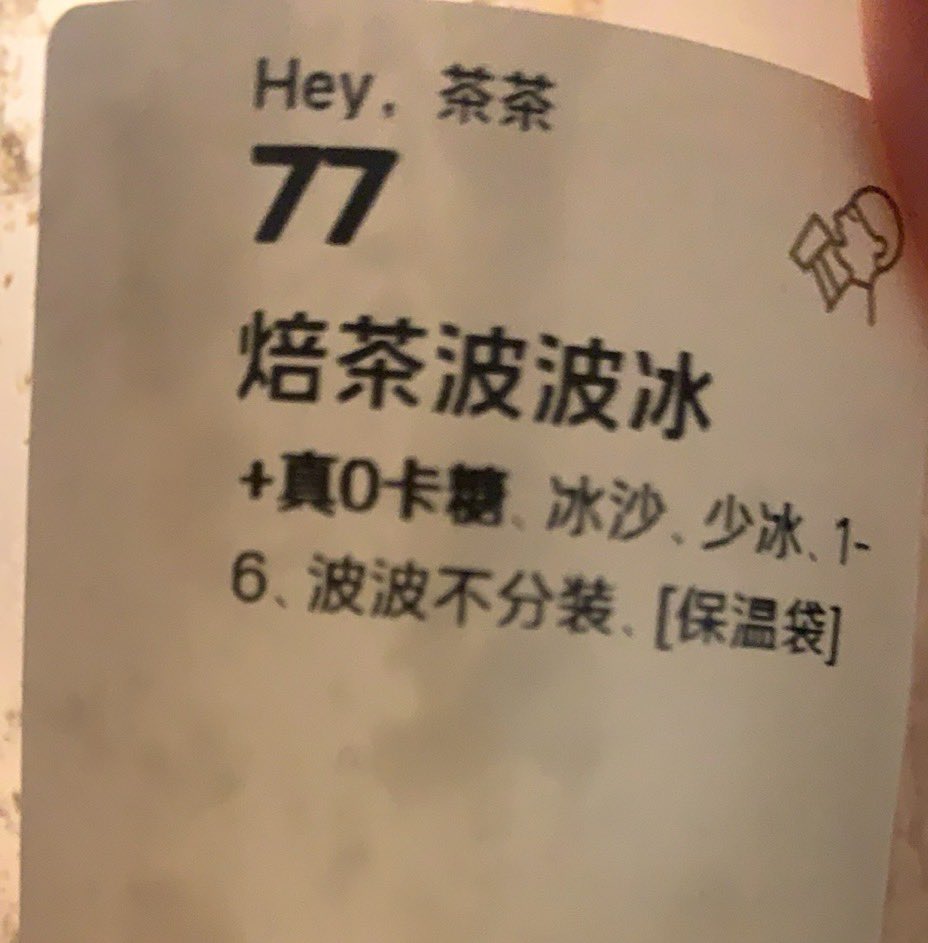 Hey, 茶茶
77
焙茶波波冰
+真0卡糖、冰沙、少冰、1-
6、波波不分装、[保温袋]